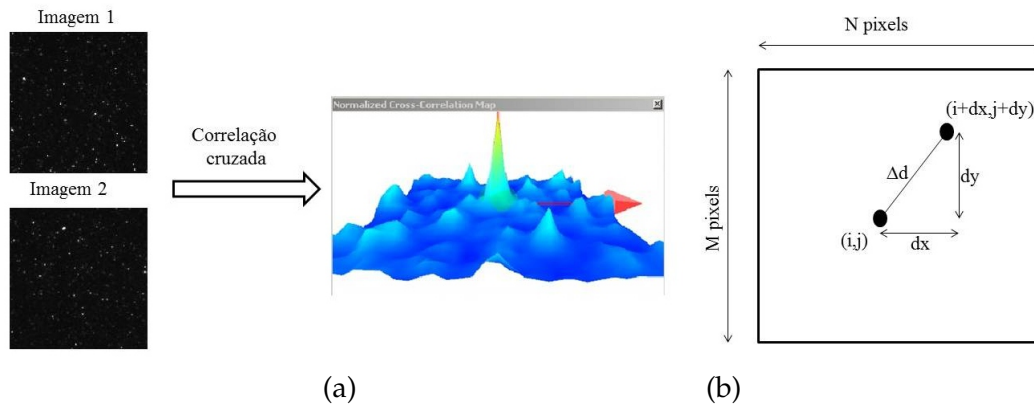 Imagem 1
Imagem 2
Correlação
cruzada
Normalized Cross-Correlation Map
(a)
N pixels
M pixels
(i+dx,j+dy)
Δd
dy
(i,j)
dx
(b)